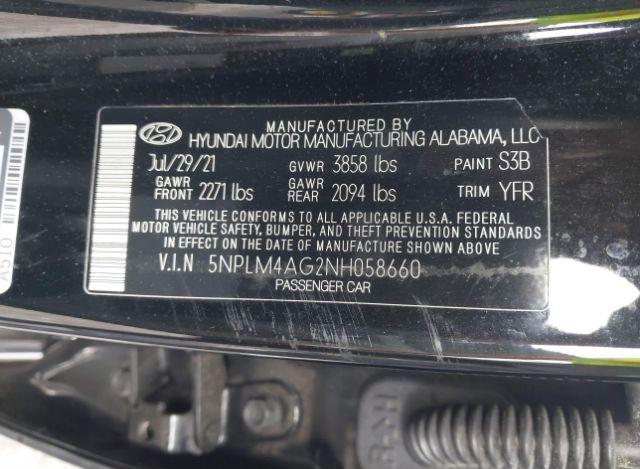 MANUFACTURED BY
HYUNDAI MOTOR MANUFACTURING ALABAMA, LLC
Jul/29/21 GVWR 3858 lbs PAINT S3B
GAWR FRONT 2271 lbs GAWR REAR 2094 lbs TRIM YFR
THIS VEHICLE CONFORMS TO ALL APPLICABLE U.S.A. FEDERAL
MOTOR VEHICLE SAFETY, BUMPER, AND THEFT PREVENTION STANDARDS
IN EFFECT ON THE DATE OF MANUFACTURE SHOWN ABOVE.
V.I.N 5NPLM4AG2NH058660
PASSENGER CAR
A510